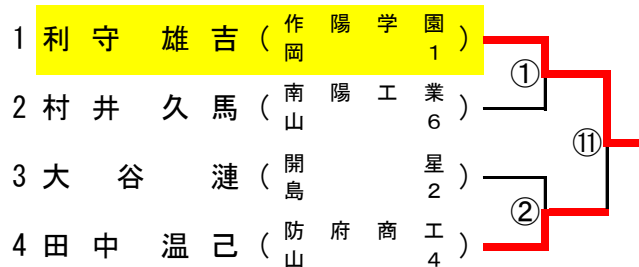 1 利守 雄吉 (作陽学園 岡1)
①
2 村井 久馬 (南陽工業 山6)
⑪
3 大谷 漣 (開星 島2)
②
4 田中 温己 (防府商工 山4)